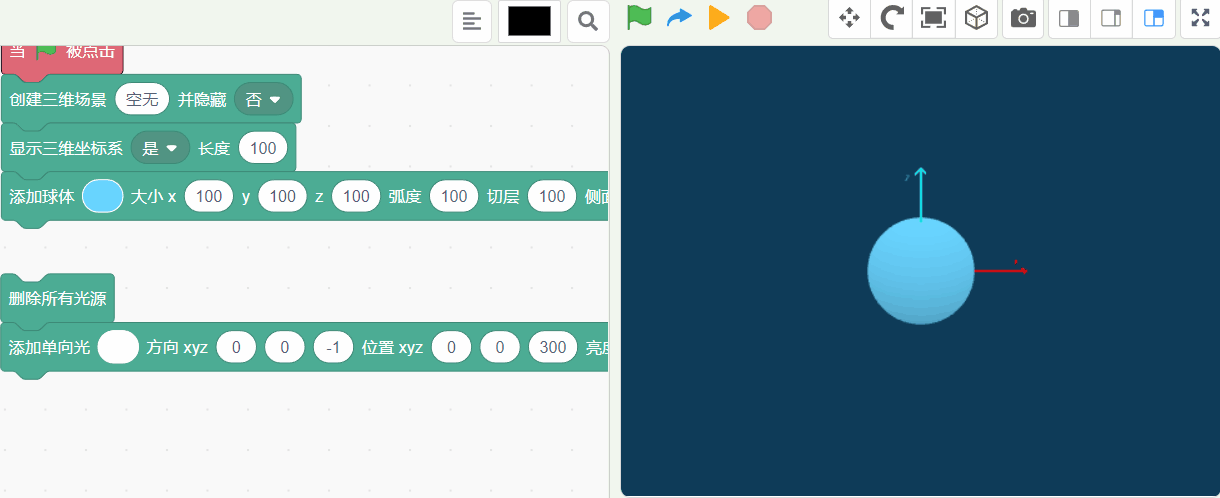 当 被点击
创建三维场景 空无 并隐藏 否
显示三维坐标系 是 长度 100
添加球体 大小 x 100 y 100 z 100 弧度 100 切层 100 侧面
删除所有光源
添加单向光 方向 xyz 0 0 -1 位置 xyz 0 0 300 亮度